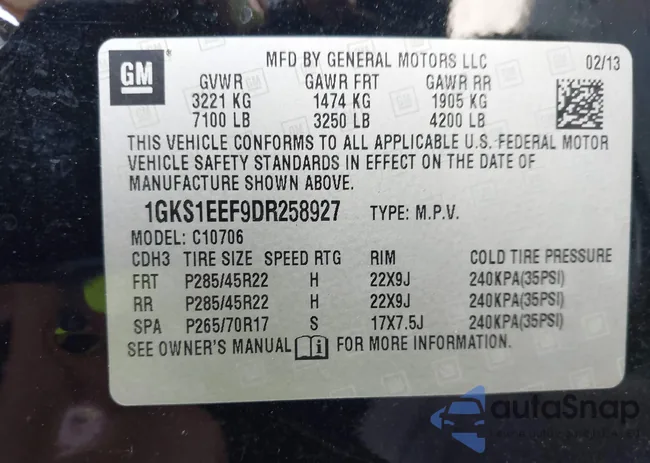 GM
MFD BY GENERAL MOTORS LLC 02/13
GVWR GAWR FRT GAWR RR
3221 KG 1474 KG 1905 KG
7100 LB 3250 LB 4200 LB
THIS VEHICLE CONFORMS TO ALL APPLICABLE U.S. FEDERAL MOTOR
VEHICLE SAFETY STANDARDS IN EFFECT ON THE DATE OF
MANUFACTURE SHOWN ABOVE.
1GKS1EEF9DR258927 TYPE: M.P.V.
MODEL: C10706
CDH3 TIRE SIZE SPEED RTG RIM COLD TIRE PRESSURE
FRT P285/45R22 H 22X9J 240KPA(35PSI)
RR P285/45R22 H 22X9J 240KPA(35PSI)
SPA P265/70R17 S 17X7.5J 240KPA(35PSI)
SEE OWNER'S MANUAL FOR MORE INFORMATION.
autoSnap